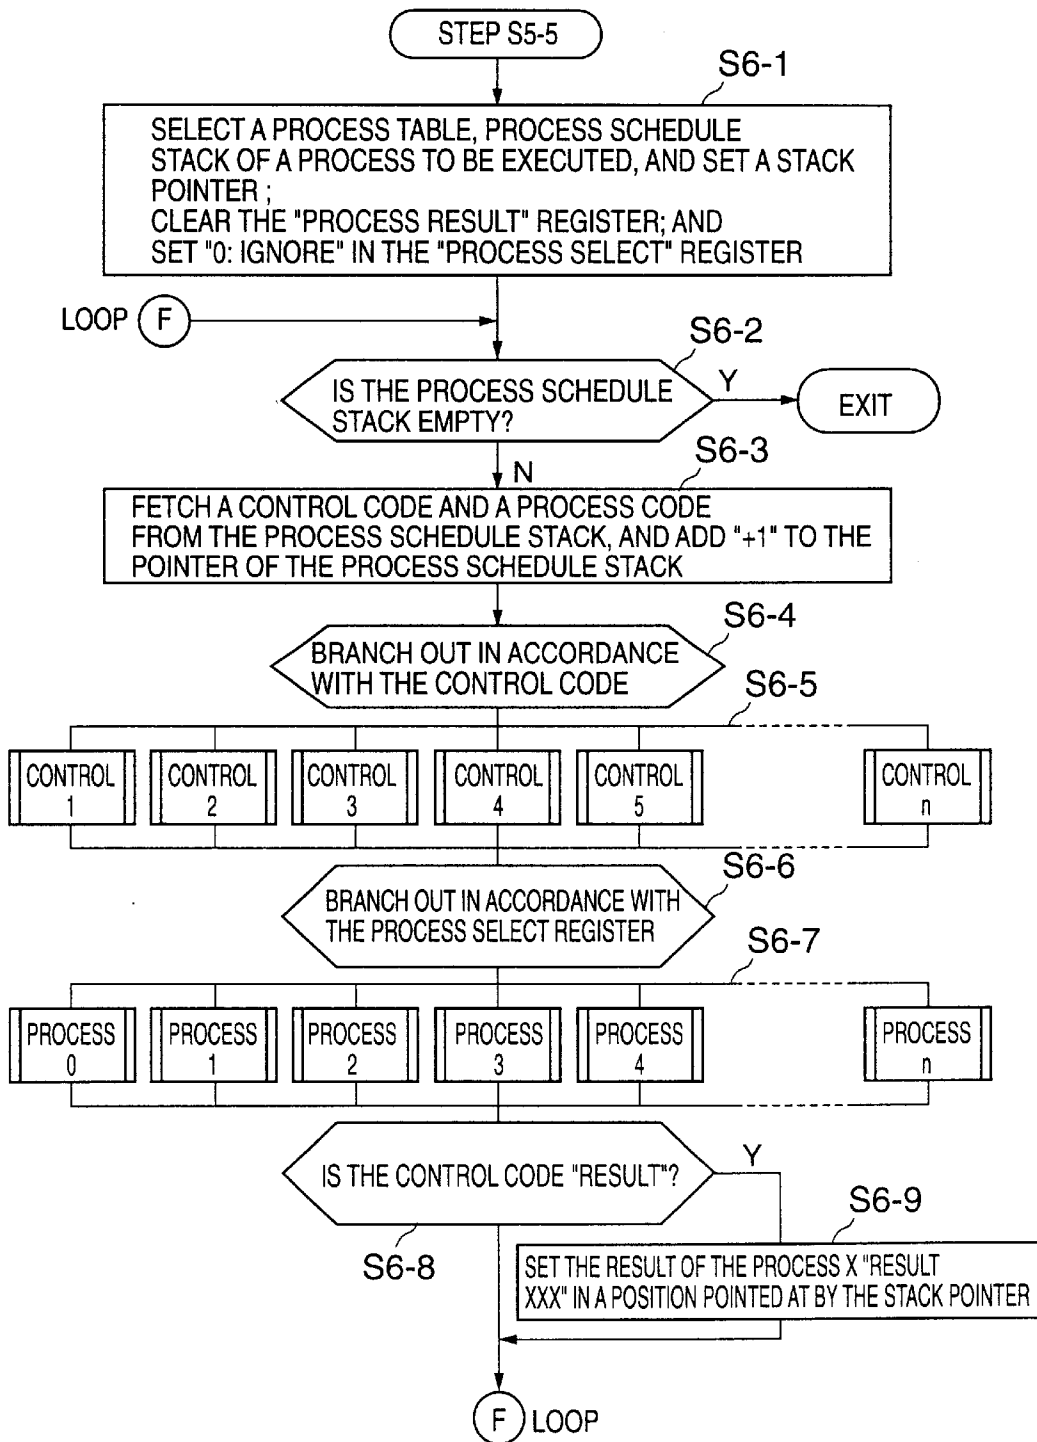 STEP S5-5
S6-1
SELECT A PROCESS TABLE, PROCESS SCHEDULE
STACK OF A PROCESS TO BE EXECUTED, AND SET A STACK
POINTER ;
CLEAR THE "PROCESS RESULT" REGISTER; AND
SET "0: IGNORE" IN THE "PROCESS SELECT" REGISTER
LOOP F
S6-2
IS THE PROCESS SCHEDULE
STACK EMPTY?
Y
EXIT
N
S6-3
FETCH A CONTROL CODE AND A PROCESS CODE
FROM THE PROCESS SCHEDULE STACK, AND ADD "+1" TO THE
POINTER OF THE PROCESS SCHEDULE STACK
S6-4
BRANCH OUT IN ACCORDANCE
WITH THE CONTROL CODE
S6-5
CONTROL
1
CONTROL
2
CONTROL
3
CONTROL
4
CONTROL
5
CONTROL
n
S6-6
BRANCH OUT IN ACCORDANCE WITH
THE PROCESS SELECT REGISTER
S6-7
PROCESS
0
PROCESS
1
PROCESS
2
PROCESS
3
PROCESS
4
PROCESS
n
IS THE CONTROL CODE "RESULT"?
Y
S6-8
S6-9
SET THE RESULT OF THE PROCESS X "RESULT
XXX" IN A POSITION POINTED AT BY THE STACK POINTER
F LOOP